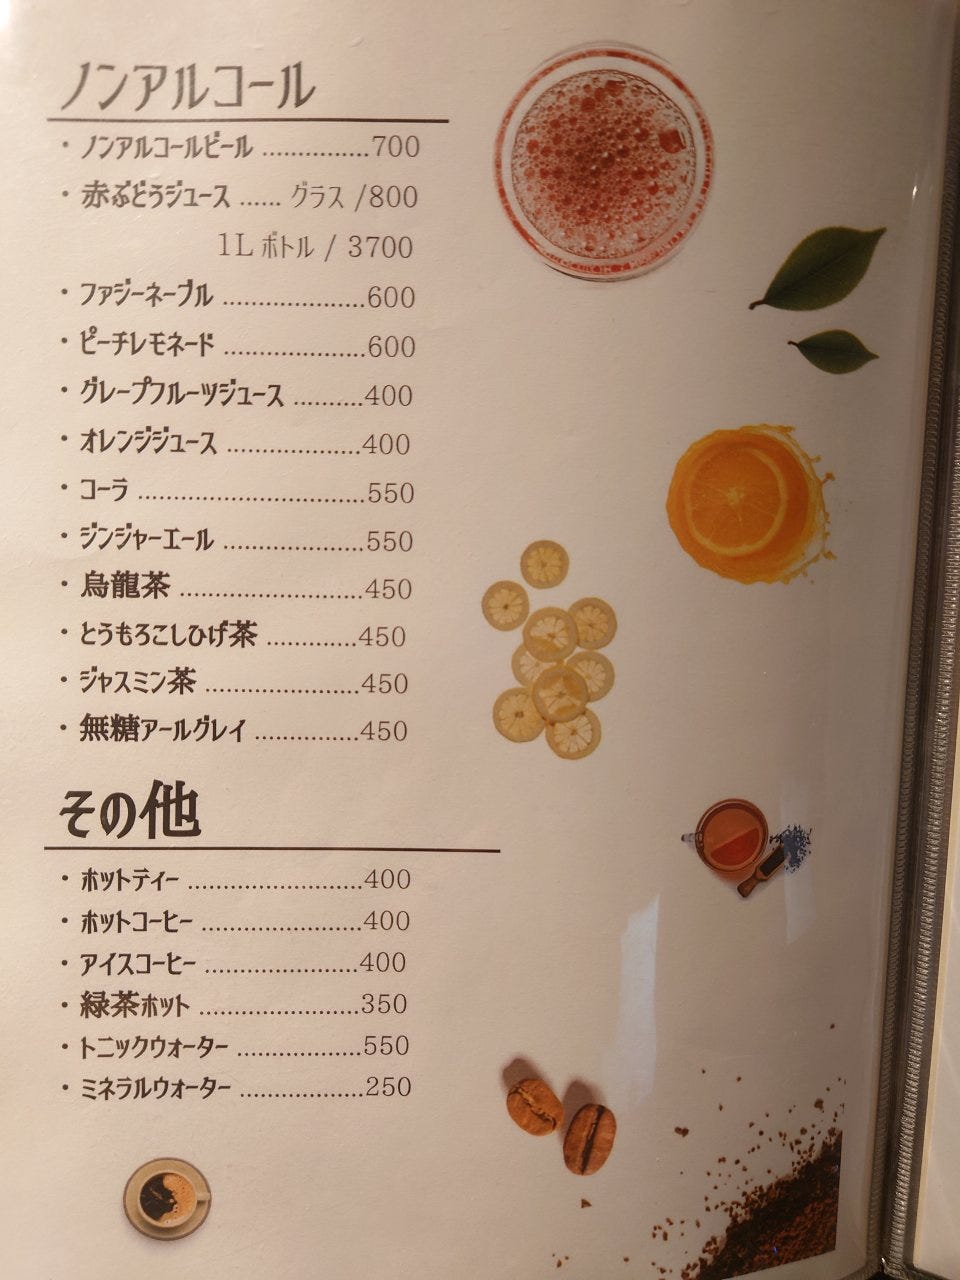 ノンアルコール
・ノンアルコールビール ...............700
・赤ぶどうジュース ...... グラス /800
1L ボトル / 3700
・ファジーネーブル ....................600
・ピーチレモネード ....................600
・グレープフルーツジュース ..........400
・オレンジジュース ...................400
・コーラ ................................550
・ジンジャーエール ....................550
・烏龍茶 ..........................450
・とうもろこしひげ茶 .............450
・ジャスミン茶 ......................450
・無糖アールグレイ ...............450
その他
・ホットティー .........................400
・ホットコーヒー .......................400
・アイスコーヒー ......................400
・緑茶ホット .......................350
・トニックウォーター ..................550
・ミネラルウォーター ..................250